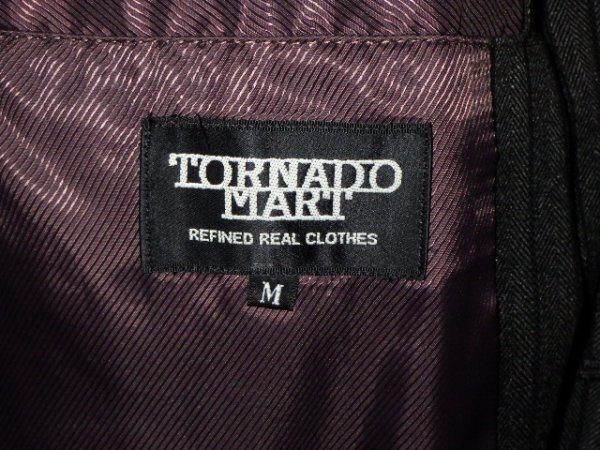 TORNADO
MART
REFINED REAL CLOTHES
M